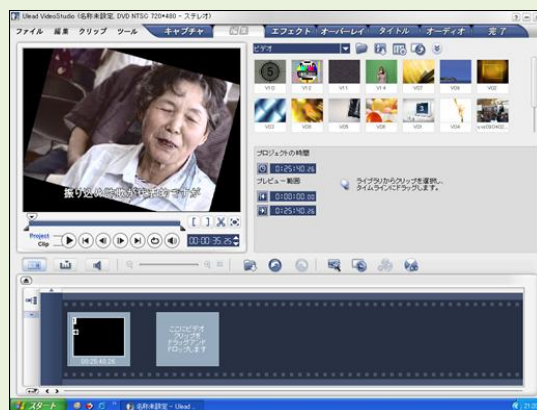 Ulead VideoStudio (名称未設定, DVD NTSC 720*480 - ステレオ)
ファイル 編集 クリップ ツール
キャプチャ
エフェクト オーバーレイ タイトル オーディオ 完了
ビデオ
V10 V12 V11 V14 V07 V09 V02
V03 V04
プロジェクトの時間
0:25:40.26
プレビュー範囲
0:00:00.00
0:25:40.26
ライブラリからクリップを選択し、
タイムラインにドラッグします。
Project
Clip
00:00:35.25
ここにビデオ
クリップを
ドラッグアンド
ドロップします
00:25:40:26
スタート
名称未設定 - Ulead